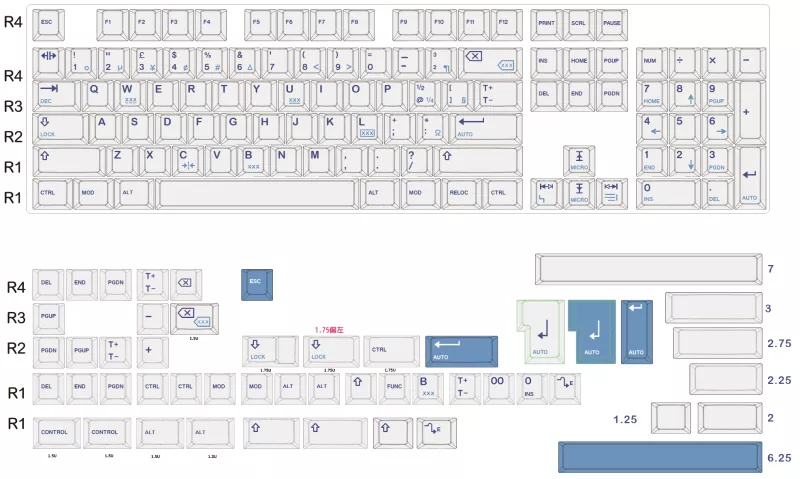 R4 ESC F1 F2 F3 F4 F5 F6 F7 F8 F9 F10 F11 F12 PRINT SCRL PAUSE
R4 ! 1 o " 2 µ £ 3 ¥ $ 4 ¢ % 5 # & 6 Δ ' 7 ( 8 < ) 9 > = 0 — – 3 2 ¶ XXX INS HOME PGUP NUM ÷ × −
R3 DEC Q W XXX E R T Y U XXX I O P ½ @ ¼ [ ] § T+ T− DEL END PGDN 7 HOME 8 ↑ 9 PGUP +
R2 LOCK A S D F G H J K L XXX + ; * : Ω AUTO 4 ← 5 6 →
R1 Z X C V B XXX N M , , . . ? / MICRO 1 END 2 ↓ 3 PGDN AUTO
R1 CTRL MOD ALT ALT MOD RELOC CTRL MICRO 0 INS . DEL
R4 DEL END PGDN T+ T− ESC 7
R3 PGUP – XXX 1.5U 3
R2 PGDN PGUP T+ T− + LOCK 1.75U 1.75偏左 LOCK 1.75U CTRL 1.75U AUTO AUTO AUTO AUTO 2.75
R1 DEL END PGDN CTRL CTRL MOD MOD ALT ALT FUNC B XXX T+ T− 00 0 INS E 2.25
R1 CONTROL 1.5U CONTROL 1.5U ALT 1.5U ALT 1.5U E 1.25 2
6.25